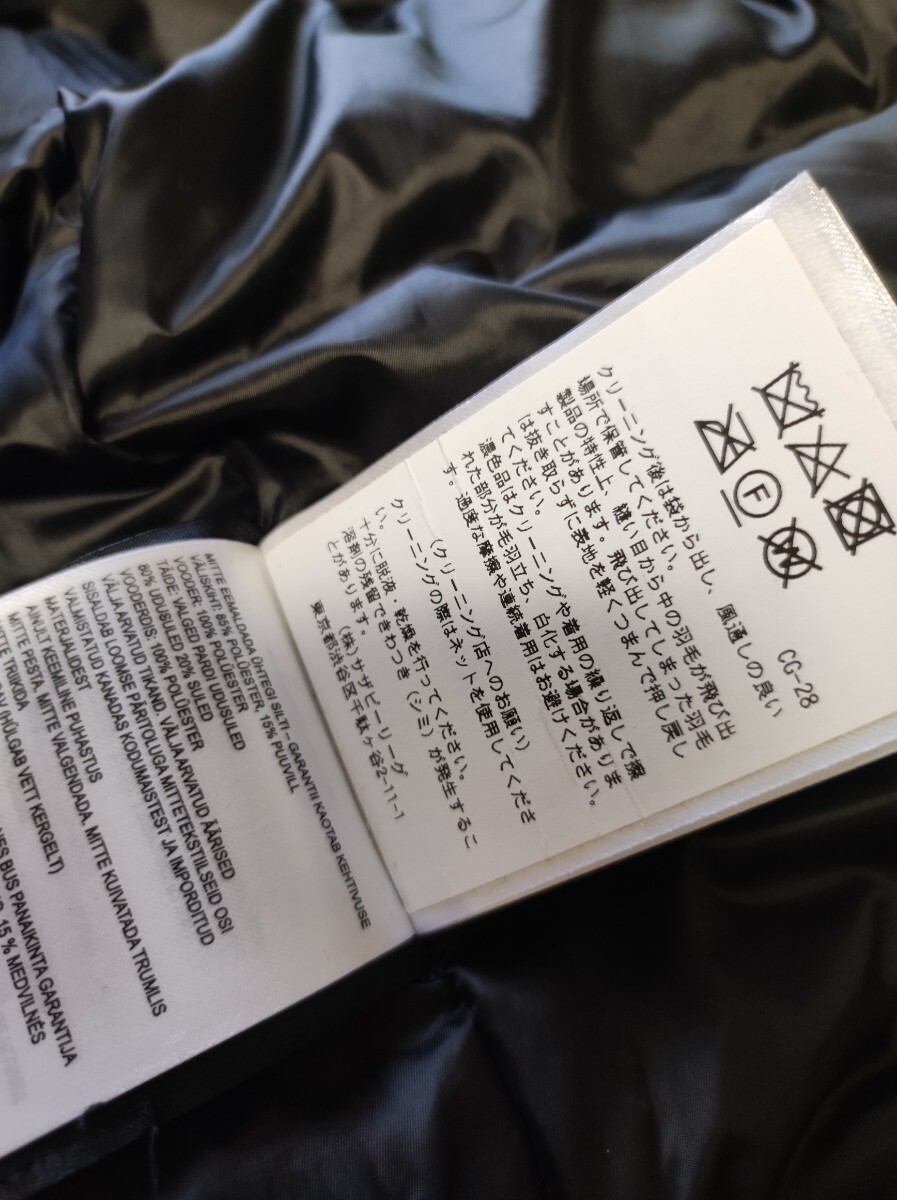 CG-28
クリーニング後は袋から出し、風通しの良い
場所で保管してください。
製品の特性上、縫い目から中の羽毛が飛び出
すことがあります。飛び出してしまった羽毛
は抜き取らずに表地を軽くつまんで押し戻し
てください。
濃色品はクリーニングや着用の繰り返しで擦
れた部分が毛羽立ち、白化する場合がありま
す。過度な摩擦や連続着用はお避けください。
(クリーニング店へのお願い)
クリーニングの際はネットを使用してくださ
い。
十分に脱液・乾燥を行ってください。
溶剤の残留できわつき(シミ)が発生するこ
とがあります。
(株)サザビーリーグ
東京都渋谷区千駄ヶ谷2-11-1
F
W
MITTE EEMALDADA ÜHTEGI SILTI – GARANTII KAOTAB KEHTIVUSE
VÄLISKIHT: 85% POLÜESTER, 15% PUUVILL
VOODER: 100% POLÜESTER
TÄIDE: VALGED PARDI UDUSULED
80% UDUSULED 20% SULED
VOODERDIS: 100% POLÜESTER
VÄLJA ARVATUD TIKAND, VÄLJA ARVATUD ÄÄRISED
SISALDAB LOOMSE PÄRITOLUGA MITTETEKSTIILSEID OSI
VALMISTATUD KANADAS KODUMAISTEST JA IMPORDITUD
MATERJALIDEST
AINULT KEEMILINE PUHASTUS
MITTE PESTA, MITTE VALGENDADA, MITTE KUIVATADA TRUMLIS
MITTE TRIIKIDA
(HÜLGAB VETT KERGELT)
BUS PANAIKINTA GARANTIJA
15 % MEDVILNĖS